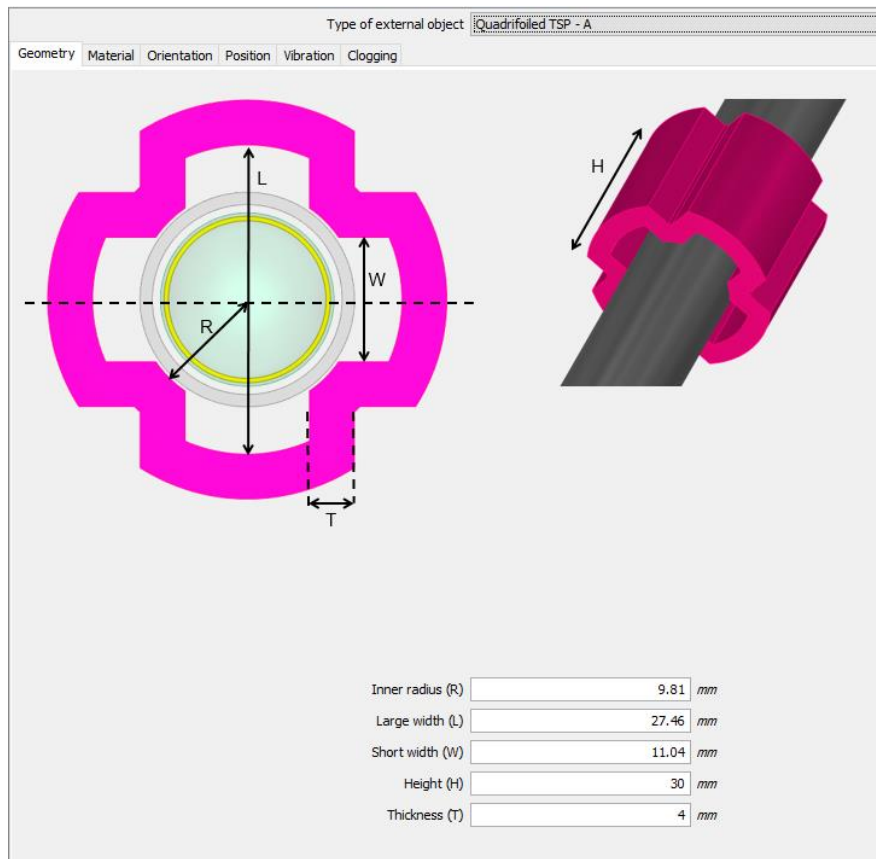 Type of external object Quadrifoiled TSP - A
Geometry Material Orientation Position Vibration Clogging
H
L
W
R
T
Inner radius (R) 9.81 mm
Large width (L) 27.46 mm
Short width (W) 11.04 mm
Height (H) 30 mm
Thickness (T) 4 mm